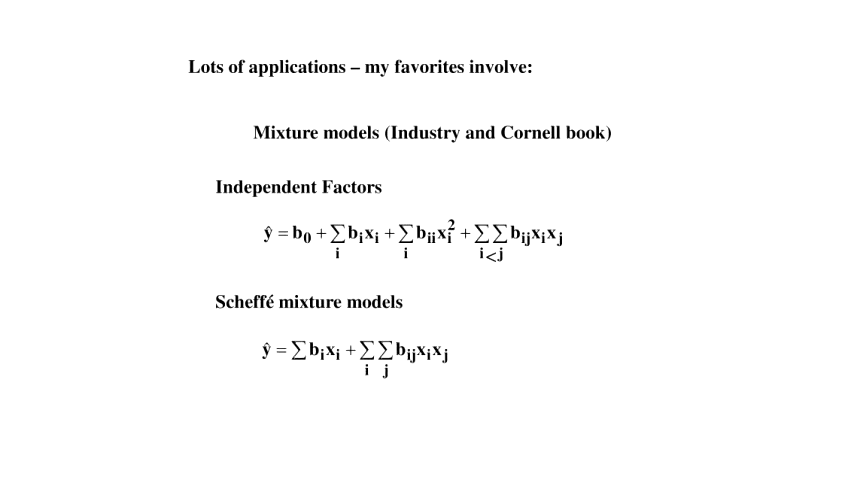 Lots of applications – my favorites involve:
Mixture models (Industry and Cornell book)
Independent Factors
ŷ = b₀ + ∑ bᵢxᵢ + ∑ bᵢᵢxᵢ² + ∑∑ bᵢⱼxᵢxⱼ
i i i<j
Scheffé mixture models
ŷ = ∑ bᵢxᵢ + ∑∑ bᵢⱼxᵢxⱼ
i j